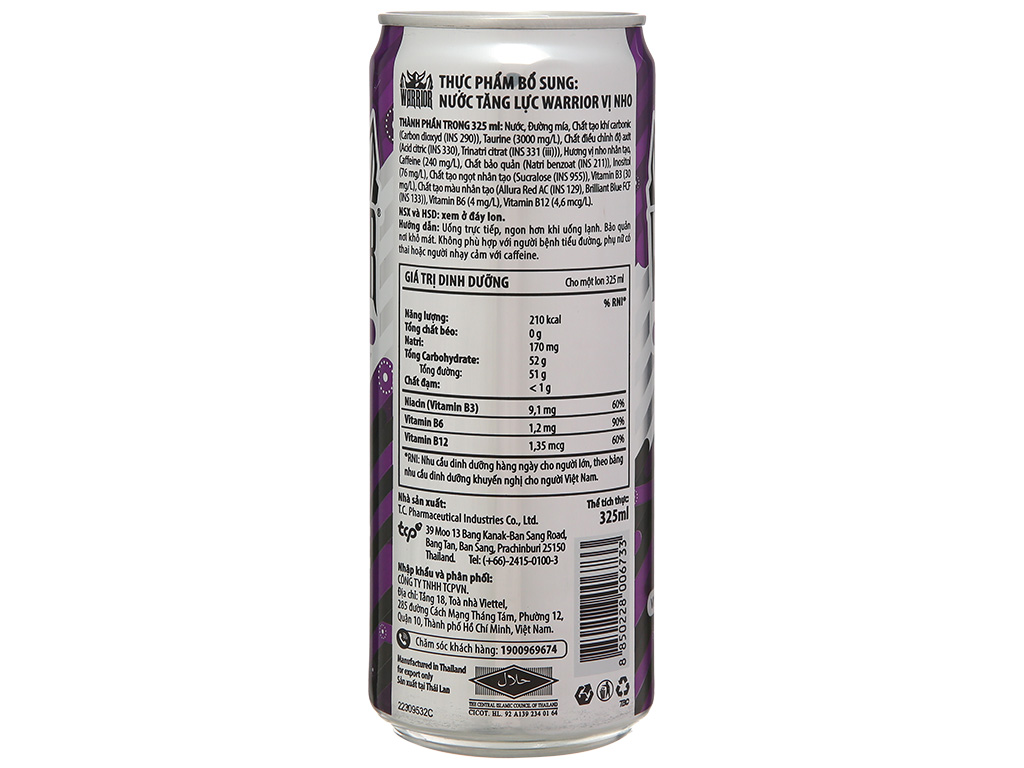 WARRIOR
THỰC PHẨM BỔ SUNG:
NƯỚC TĂNG LỰC WARRIOR VỊ NHO
THÀNH PHẦN TRONG 325 ml: Nước, Đường mía, Chất tạo khí carbonic
(Carbon dioxyd (INS 290)), Taurine (3000 mg/L), Chất điều chỉnh độ axit
(Acid citric (INS 330), Trinatri citrat (INS 331 (iii))), Hương vị nho nhân tạo,
Caffeine (240 mg/L), Chất bảo quản (Natri benzoat (INS 211)), Inositol
(76 mg/L), Chất tạo ngọt nhân tạo (Sucralose (INS 955)), Vitamin B3 (30
mg/L), Chất tạo màu nhân tạo (Allura Red AC (INS 129), Brilliant Blue FCF
(INS 133)), Vitamin B6 (4 mg/L), Vitamin B12 (4,6 mcg/L).
NSX và HSD: xem ở đáy lon.
Hướng dẫn: Uống trực tiếp, ngon hơn khi uống lạnh. Bảo quản
nơi khô mát. Không phù hợp với người bệnh tiểu đường, phụ nữ có
thai hoặc người nhạy cảm với caffeine.
GIÁ TRỊ DINH DƯỠNG Cho một lon 325 ml
% RNI*
Năng lượng: 210 kcal
Tổng chất béo: 0 g
Natri: 170 mg
Tổng Carbohydrate: 52 g
Tổng đường: 51 g
Chất đạm: < 1 g
Niacin (Vitamin B3) 9,1 mg 60%
Vitamin B6 1,2 mg 90%
Vitamin B12 1,35 mcg 60%
*RNI: Nhu cầu dinh dưỡng hàng ngày cho người lớn, theo bảng
nhu cầu dinh dưỡng khuyến nghị cho người Việt Nam.
Nhà sản xuất:
T.C. Pharmaceutical Industries Co., Ltd.
tcp
39 Moo 13 Bang Kanak-Ban Sang Road,
Bang Tan, Ban Sang, Prachinburi 25150
Thailand. Tel: (+66)-2415-0100-3
Thể tích thực:
325ml
Nhập khẩu và phân phối:
CÔNG TY TNHH TCPVN.
Địa chỉ: Tầng 18, Toà nhà Viettel,
285 đường Cách Mạng Tháng Tám, Phường 12,
Quận 10, Thành phố Hồ Chí Minh, Việt Nam.
Chăm sóc khách hàng: 1900969674
8 850228 006733
Manufactured in Thailand
for export only
Sản xuất tại Thái Lan
حلال
THE CENTRAL ISLAMIC COUNCIL OF THAILAND
CICOT. HL. 92 A139 234 01 64
22309532C
TBC